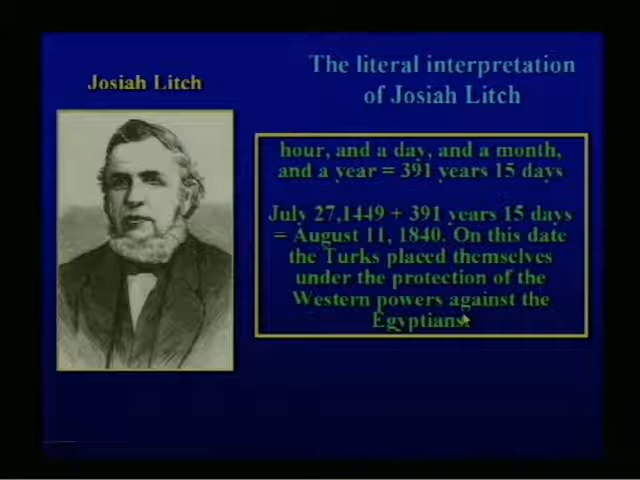 Josiah Litch
The literal interpretation
of Josiah Litch
hour, and a day, and a month,
and a year = 391 years 15 days
July 27,1449 + 391 years 15 days
= August 11, 1840. On this date
the Turks placed themselves
under the protection of the
Western powers against the
Egyptians.